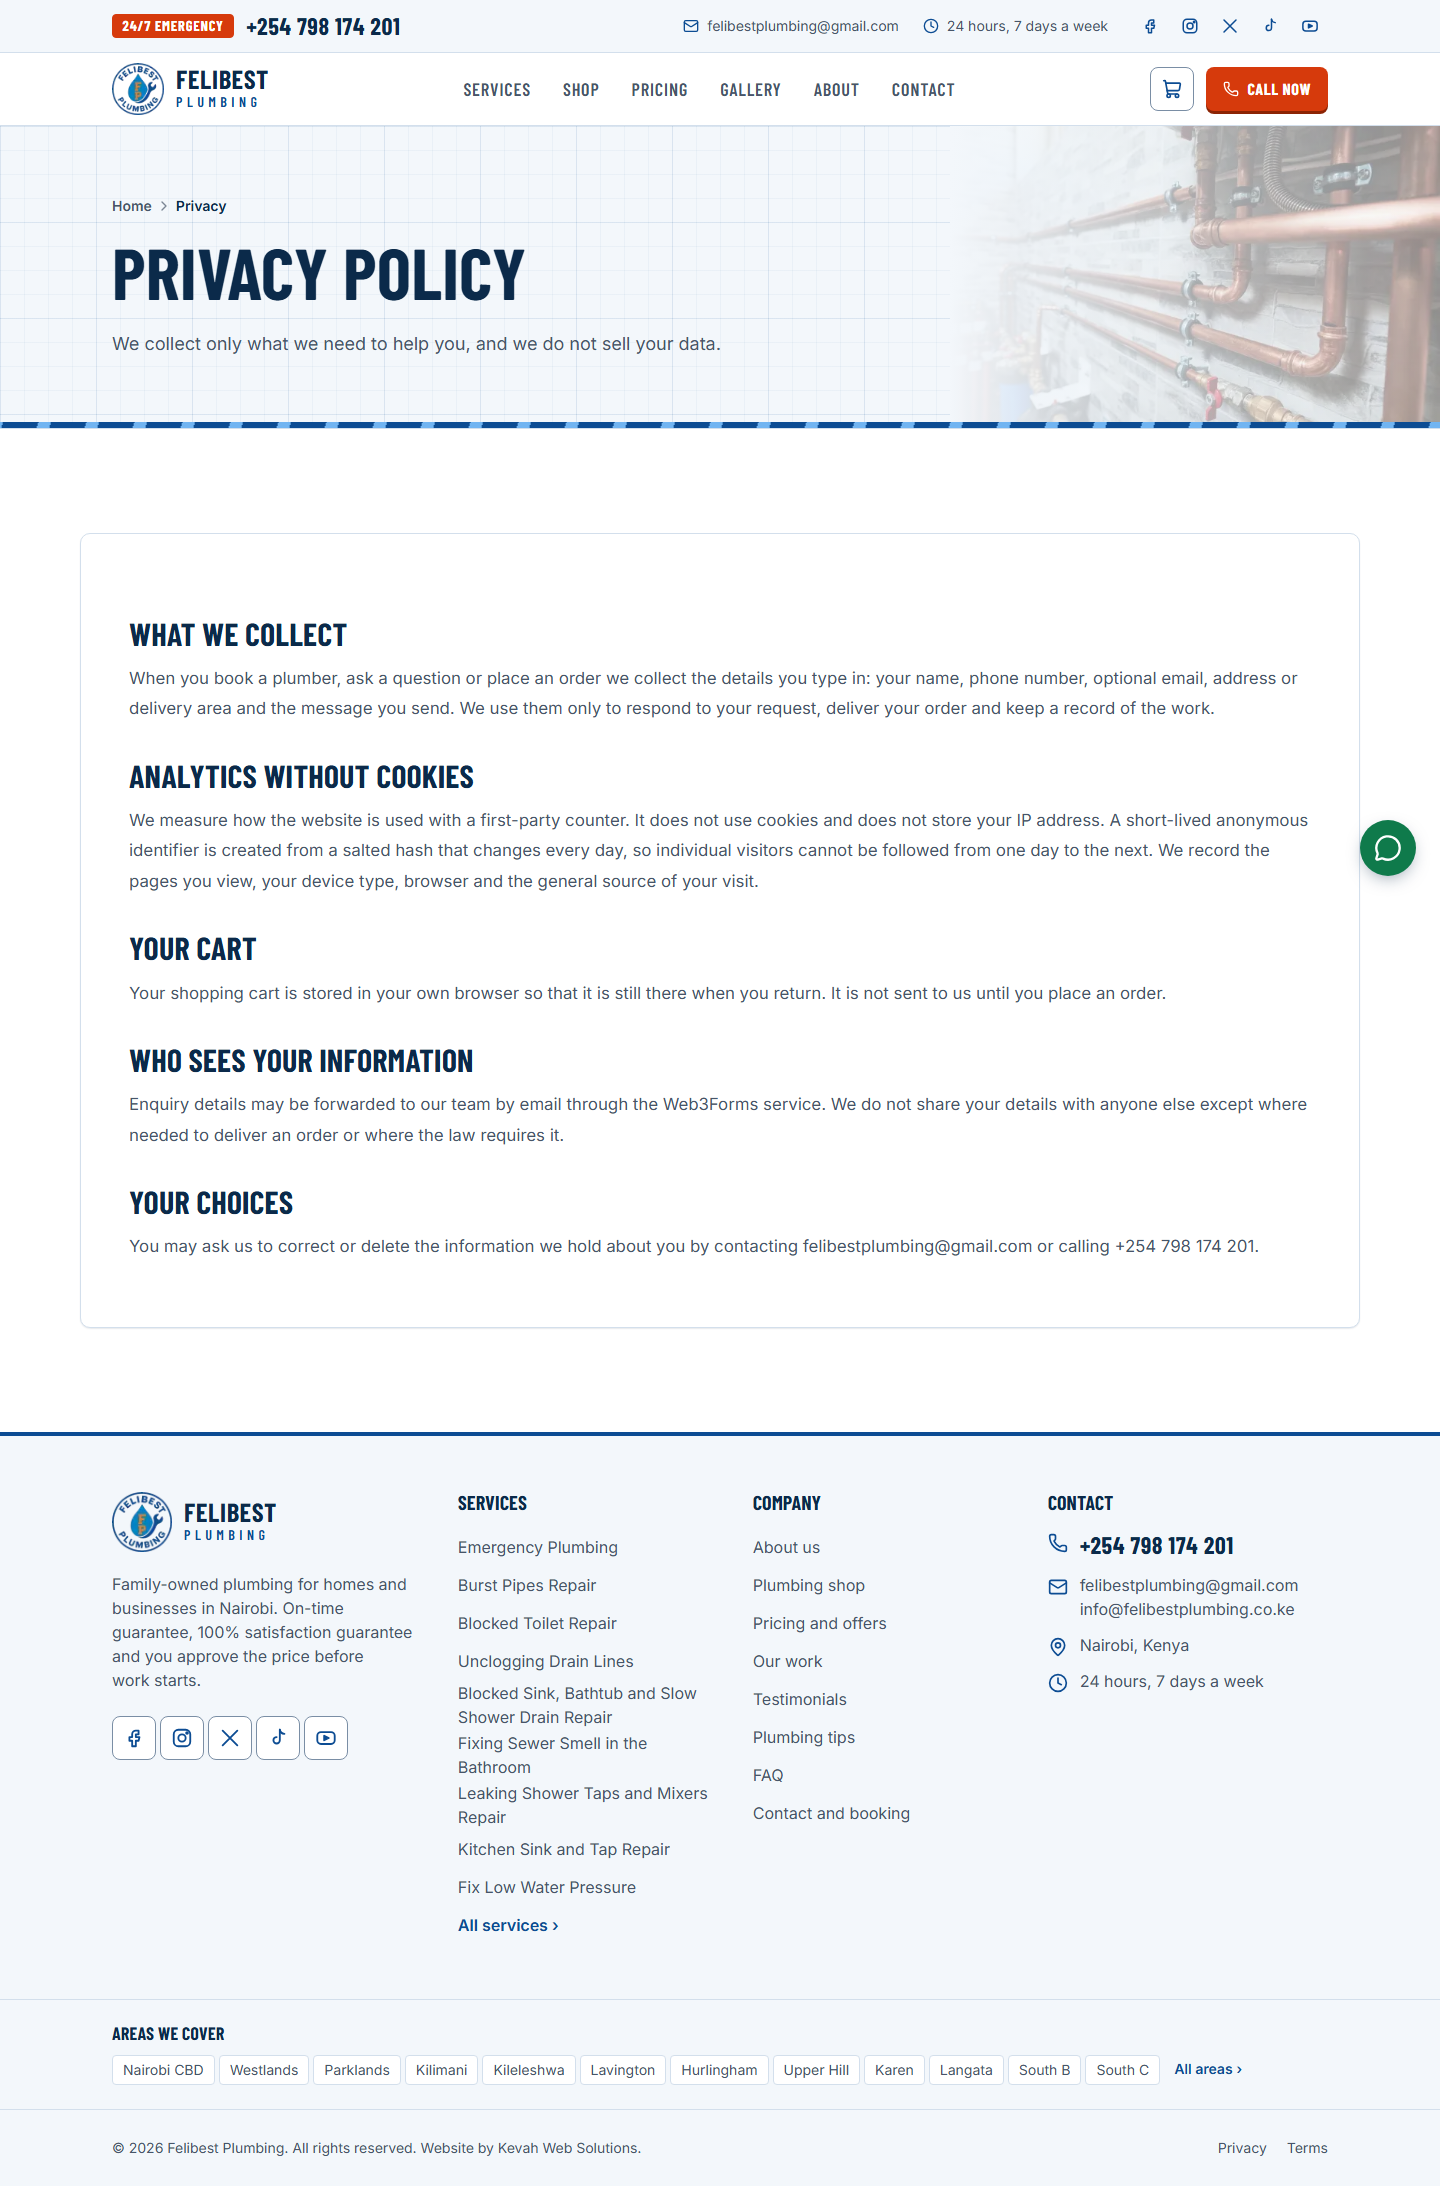 24/7 EMERGENCY +254 798 174 201 felibestplumbing@gmail.com 24 hours, 7 days a week
FELIBEST PLUMBING
FELIBEST
PLUMBING
SERVICES SHOP PRICING GALLERY ABOUT CONTACT
CALL NOW
Home > Privacy
PRIVACY POLICY
We collect only what we need to help you, and we do not sell your data.
WHAT WE COLLECT
When you book a plumber, ask a question or place an order we collect the details you type in: your name, phone number, optional email, address or
delivery area and the message you send. We use them only to respond to your request, deliver your order and keep a record of the work.
ANALYTICS WITHOUT COOKIES
We measure how the website is used with a first-party counter. It does not use cookies and does not store your IP address. A short-lived anonymous
identifier is created from a salted hash that changes every day, so individual visitors cannot be followed from one day to the next. We record the
pages you view, your device type, browser and the general source of your visit.
YOUR CART
Your shopping cart is stored in your own browser so that it is still there when you return. It is not sent to us until you place an order.
WHO SEES YOUR INFORMATION
Enquiry details may be forwarded to our team by email through the Web3Forms service. We do not share your details with anyone else except where
needed to deliver an order or where the law requires it.
YOUR CHOICES
You may ask us to correct or delete the information we hold about you by contacting felibestplumbing@gmail.com or calling +254 798 174 201.
FELIBEST PLUMBING
FELIBEST
PLUMBING
Family-owned plumbing for homes and
businesses in Nairobi. On-time
guarantee, 100% satisfaction guarantee
and you approve the price before
work starts.
SERVICES
Emergency Plumbing
Burst Pipes Repair
Blocked Toilet Repair
Unclogging Drain Lines
Blocked Sink, Bathtub and Slow
Shower Drain Repair
Fixing Sewer Smell in the
Bathroom
Leaking Shower Taps and Mixers
Repair
Kitchen Sink and Tap Repair
Fix Low Water Pressure
All services ›
COMPANY
About us
Plumbing shop
Pricing and offers
Our work
Testimonials
Plumbing tips
FAQ
Contact and booking
CONTACT
+254 798 174 201
felibestplumbing@gmail.com
info@felibestplumbing.co.ke
Nairobi, Kenya
24 hours, 7 days a week
AREAS WE COVER
Nairobi CBD Westlands Parklands Kilimani Kileleshwa Lavington Hurlingham Upper Hill Karen Langata South B South C All areas ›
© 2026 Felibest Plumbing. All rights reserved. Website by Kevah Web Solutions. Privacy Terms